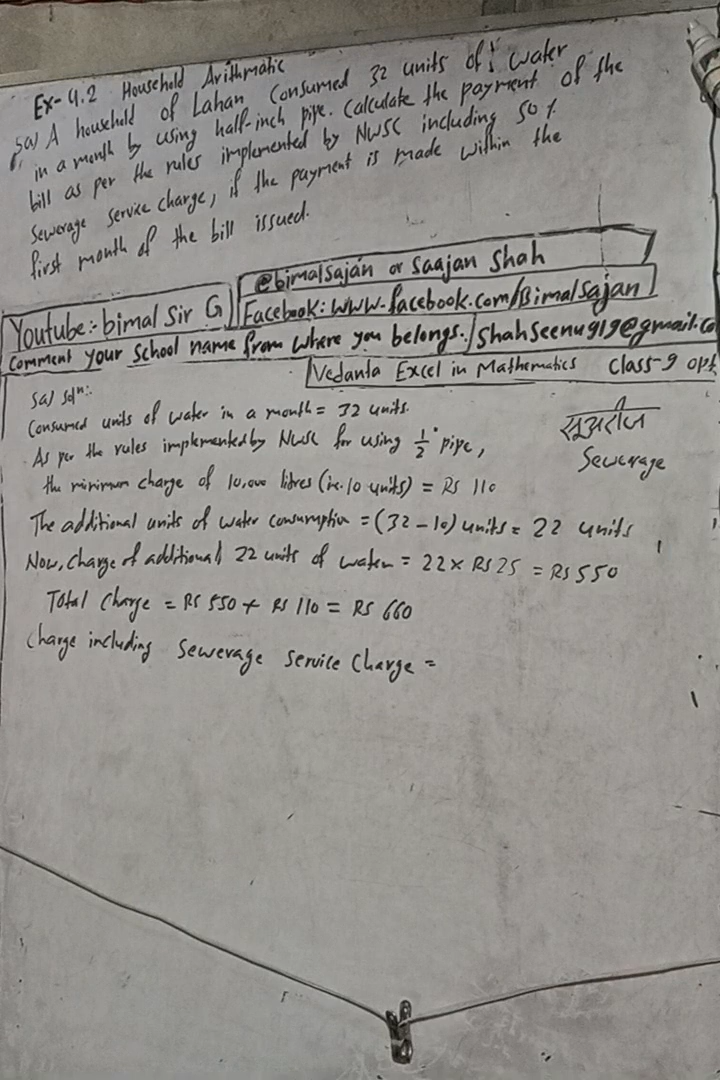 Ex-4.2 Household Arithmatic
5a) A household of Lahan consumed 32 units of water
in a month by using half-inch pipe. Calculate the payment of the
bill as per the rules implemented by NWSC including 50%
Sewerage service charge, if the payment is made within the
first month of the bill issued.
@bimalsajan or Saajan Shah
Youtube:- bimal Sir G
Facebook: www.facebook.com/Bimalsajan
Comment your School name from where you belongs. Shahseenu919@gmail.co
Vedanta Excel in Mathematics Class-9 opt
5a) Solⁿ:
Consumed units of water in a month = 32 units.
As per the rules implemented by NWSC for using 1/2" pipe,
the minimum charge of 10,000 litres (i.e. 10 units) = RS 110
सूअरीज
Sewerage
The additional units of water consumption = (32 - 10) units = 22 units
Now, Charge of additional 22 units of water = 22 x RS 25 = RS 550
Total Charge = RS 550 + RS 110 = RS 660
Charge including Sewerage Service Charge =